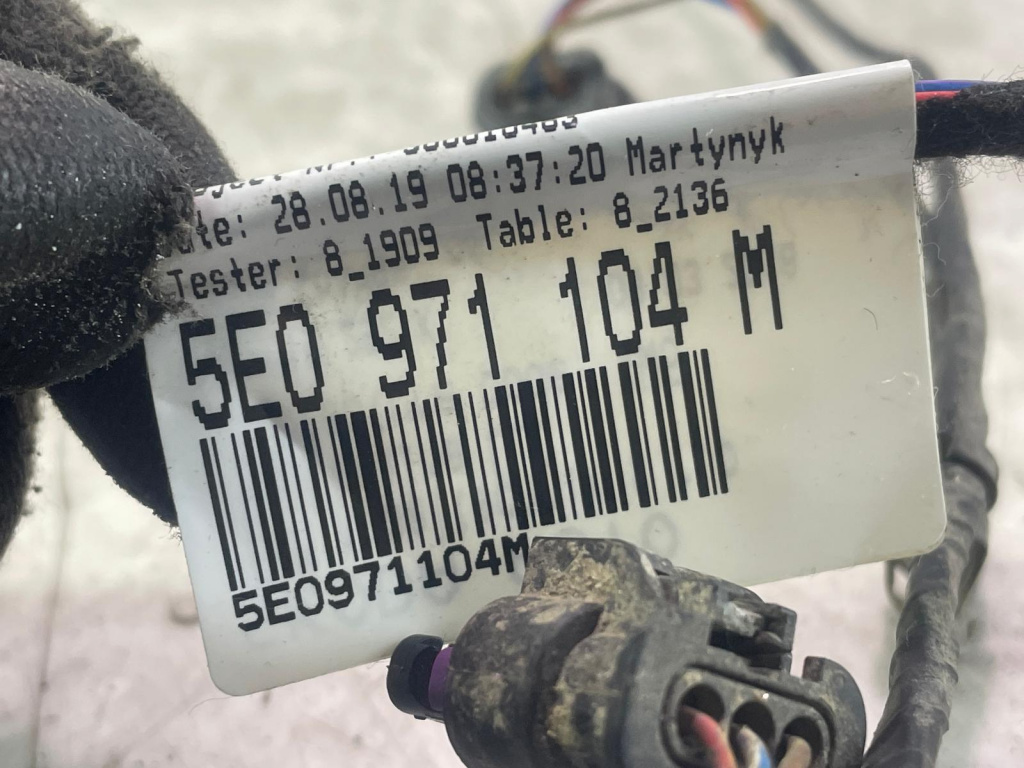 28.08.19 08:37:20 Martynyk
Tester: 8_1909 Table: 8_2136
5E0 971 104 M
5E0971104M